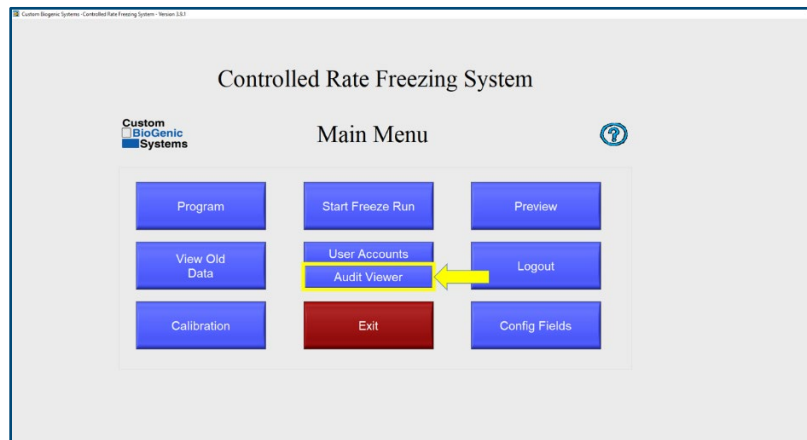 Custom Biogenic Systems -Controlled Rate Freezing System - Version 3.8.1
Controlled Rate Freezing System
Custom
BioGenic
Systems
Main Menu
?
Program
Start Freeze Run
Preview
View Old
Data
User Accounts
Audit Viewer
Logout
Calibration
Exit
Config Fields